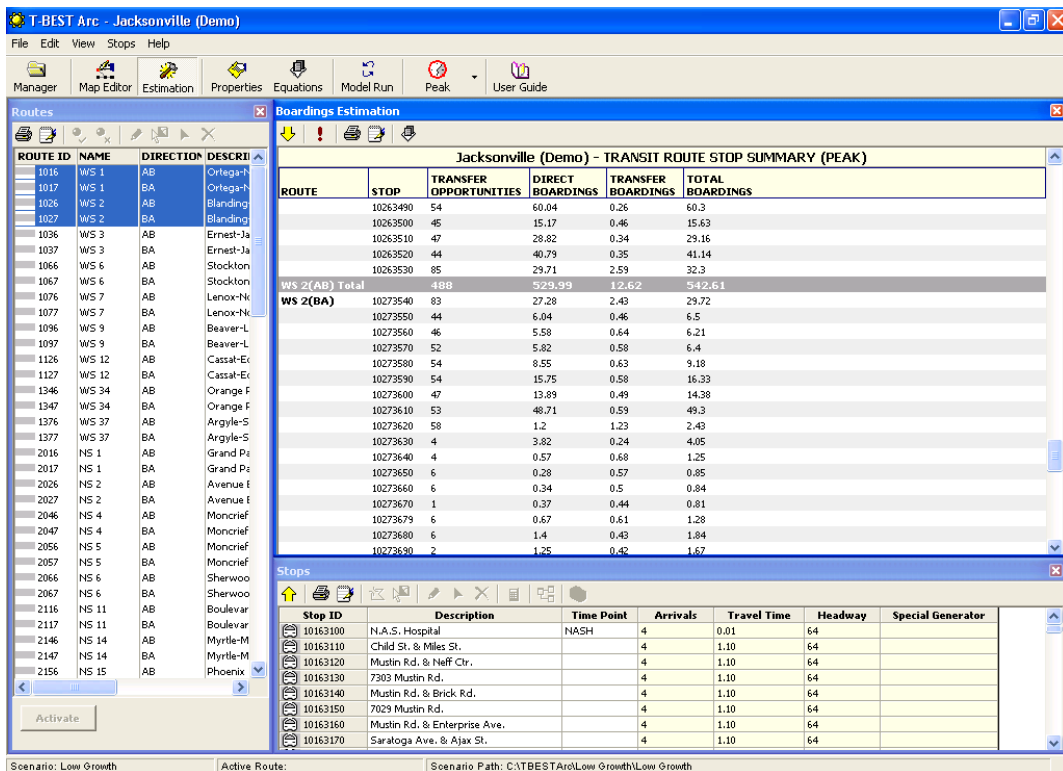 T-BEST Arc - Jacksonville (Demo)
File Edit View Stops Help
Manager Map Editor Estimation Properties Equations Model Run Peak User Guide
Routes
ROUTE ID NAME DIRECTION DESCRI
1016 WS 1 AB Ortega-N
1017 WS 1 BA Ortega-N
1026 WS 2 AB Blanding-
1027 WS 2 BA Blanding-
1036 WS 3 AB Ernest-Ja
1037 WS 3 BA Ernest-Ja
1066 WS 6 AB Stockton
1067 WS 6 BA Stockton
1076 WS 7 AB Lenox-No
1077 WS 7 BA Lenox-No
1096 WS 9 AB Beaver-L
1097 WS 9 BA Beaver-L
1126 WS 12 AB Cassat-Ed
1127 WS 12 BA Cassat-Ed
1346 WS 34 AB Orange P
1347 WS 34 BA Orange P
1376 WS 37 AB Argyle-S
1377 WS 37 BA Argyle-S
2016 NS 1 AB Grand Pa
2017 NS 1 BA Grand Pa
2026 NS 2 AB Avenue B
2027 NS 2 BA Avenue B
2046 NS 4 AB Moncrief
2047 NS 4 BA Moncrief
2056 NS 5 AB Moncrief
2057 NS 5 BA Moncrief
2066 NS 6 AB Sherwoo
2067 NS 6 BA Sherwoo
2116 NS 11 AB Boulevar
2117 NS 11 BA Boulevar
2146 NS 14 AB Myrtle-M
2147 NS 14 BA Myrtle-M
2156 NS 15 AB Phoenix
Activate
Boardings Estimation
Jacksonville (Demo) - TRANSIT ROUTE STOP SUMMARY (PEAK)
ROUTE STOP TRANSFER OPPORTUNITIES DIRECT BOARDINGS TRANSFER BOARDINGS TOTAL BOARDINGS
10263490 54 60.04 0.26 60.3
10263500 45 15.17 0.46 15.63
10263510 47 28.82 0.34 29.16
10263520 44 40.79 0.35 41.14
10263530 85 29.71 2.59 32.3
WS 2(AB) Total 488 529.99 12.62 542.61
WS 2(BA) 10273540 83 27.28 2.43 29.72
10273550 44 6.04 0.46 6.5
10273560 46 5.58 0.64 6.21
10273570 52 5.82 0.58 6.4
10273580 54 8.55 0.63 9.18
10273590 54 15.75 0.58 16.33
10273600 47 13.89 0.49 14.38
10273610 53 48.71 0.59 49.3
10273620 58 1.2 1.23 2.43
10273630 4 3.82 0.24 4.05
10273640 4 0.57 0.68 1.25
10273650 6 0.28 0.57 0.85
10273660 6 0.34 0.5 0.84
10273670 1 0.37 0.44 0.81
10273679 6 0.67 0.61 1.28
10273680 6 1.4 0.43 1.84
10273690 2 1.25 0.42 1.67
Stops
Stop ID Description Time Point Arrivals Travel Time Headway Special Generator
10163100 N.A.S. Hospital NASH 4 0.01 64
10163110 Child St. & Miles St. 4 1.10 64
10163120 Mustin Rd. & Neff Ctr. 4 1.10 64
10163130 7303 Mustin Rd. 4 1.10 64
10163140 Mustin Rd. & Brick Rd. 4 1.10 64
10163150 7029 Mustin Rd. 4 1.10 64
10163160 Mustin Rd. & Enterprise Ave. 4 1.10 64
10163170 Saratoga Ave. & Ajax St. 4 1.10 64
Scenario: Low Growth Active Route: Scenario Path: C:\TBESTArc\Low Growth\Low Growth